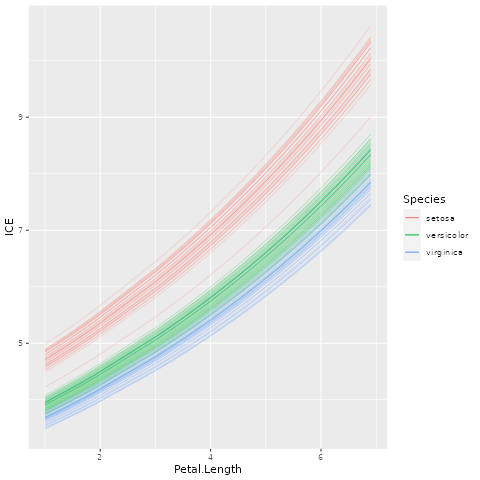 9
7
5
ICE
2
4
6
Petal.Length
Species
setosa
versicolor
virginica